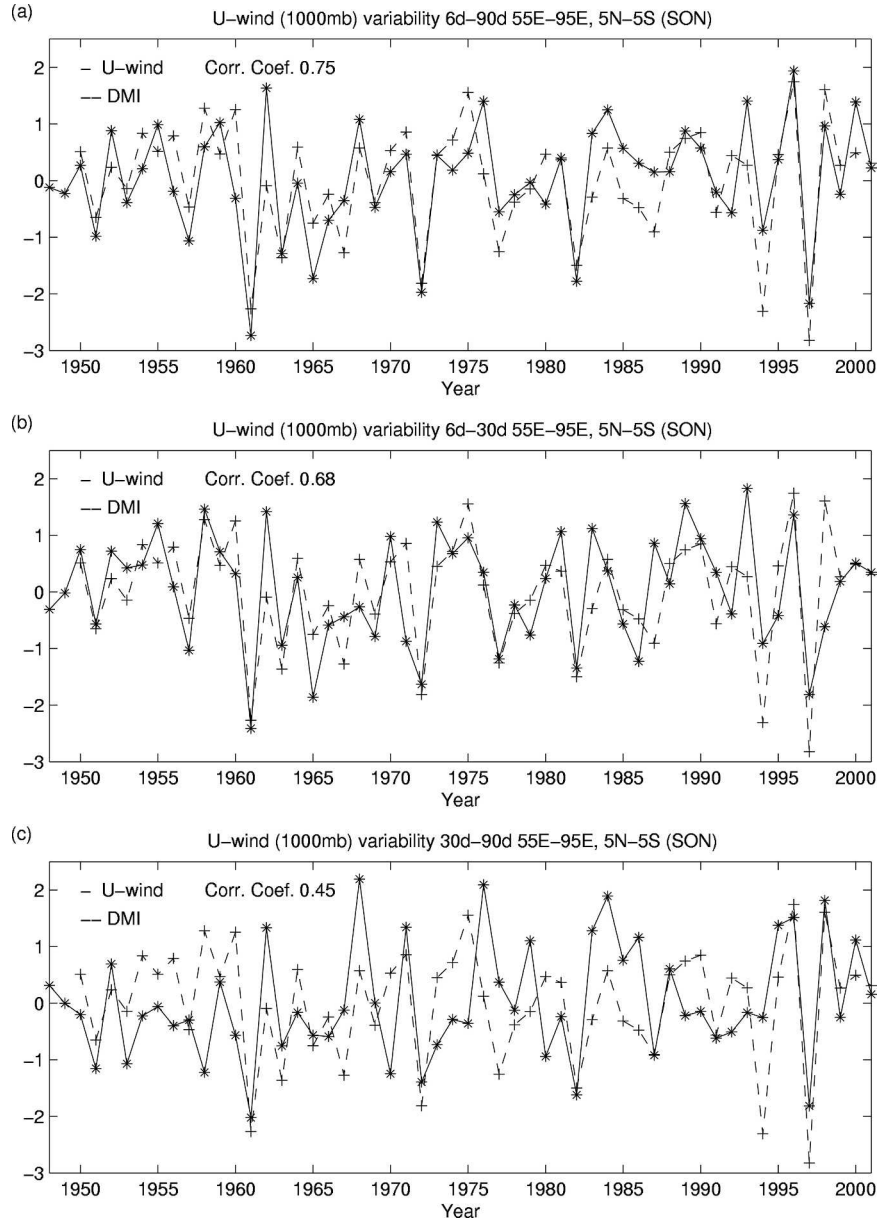 (a)
U-wind (1000mb) variability 6d-90d 55E-95E, 5N-5S (SON)
– U-wind Corr. Coef. 0.75
-- DMI
2
1
0
-1
-2
-3
1950 1955 1960 1965 1970 1975 1980 1985 1990 1995 2000
Year
(b)
U-wind (1000mb) variability 6d-30d 55E-95E, 5N-5S (SON)
– U-wind Corr. Coef. 0.68
-- DMI
2
1
0
-1
-2
-3
1950 1955 1960 1965 1970 1975 1980 1985 1990 1995 2000
Year
(c)
U-wind (1000mb) variability 30d-90d 55E-95E, 5N-5S (SON)
– U-wind Corr. Coef. 0.45
-- DMI
2
1
0
-1
-2
-3
1950 1955 1960 1965 1970 1975 1980 1985 1990 1995 2000
Year